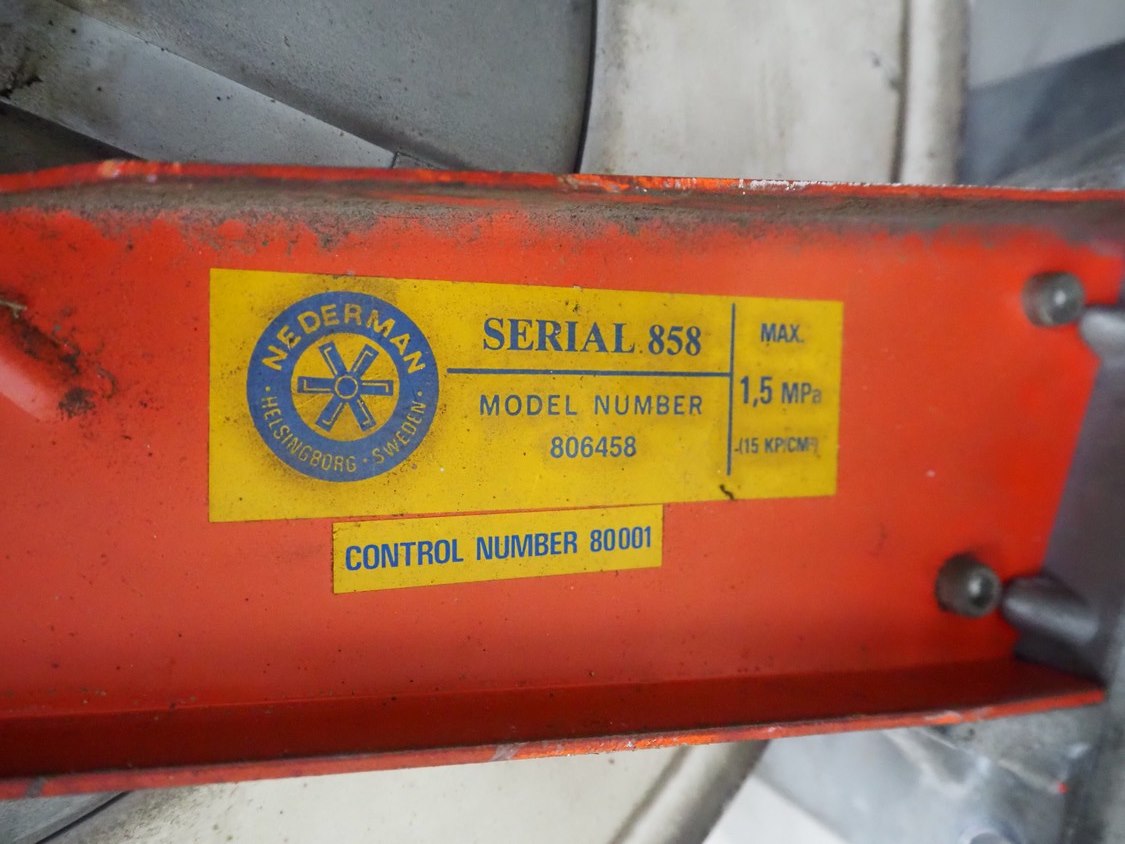 NEDERMAN
· HELSINGBORG · SWEDEN ·
SERIAL 858
MODEL NUMBER
806458
MAX.
1,5 MPa
(15 KP/CM²)
CONTROL NUMBER 80001